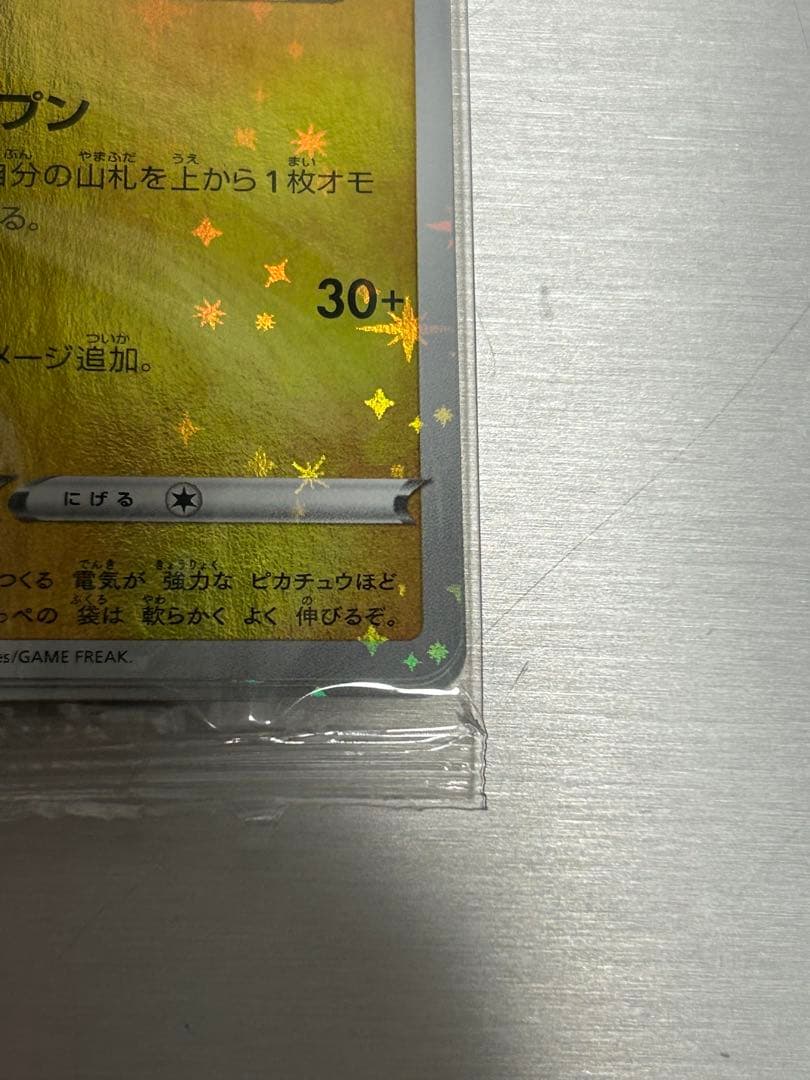 プン
自分の山札を上から1枚オモ
る。
30+
メージ追加。
にげる
つくる 電気が 強力な ピカチュウほど
っぺの 袋は 軟らかく よく 伸びるぞ。
es/GAME FREAK.